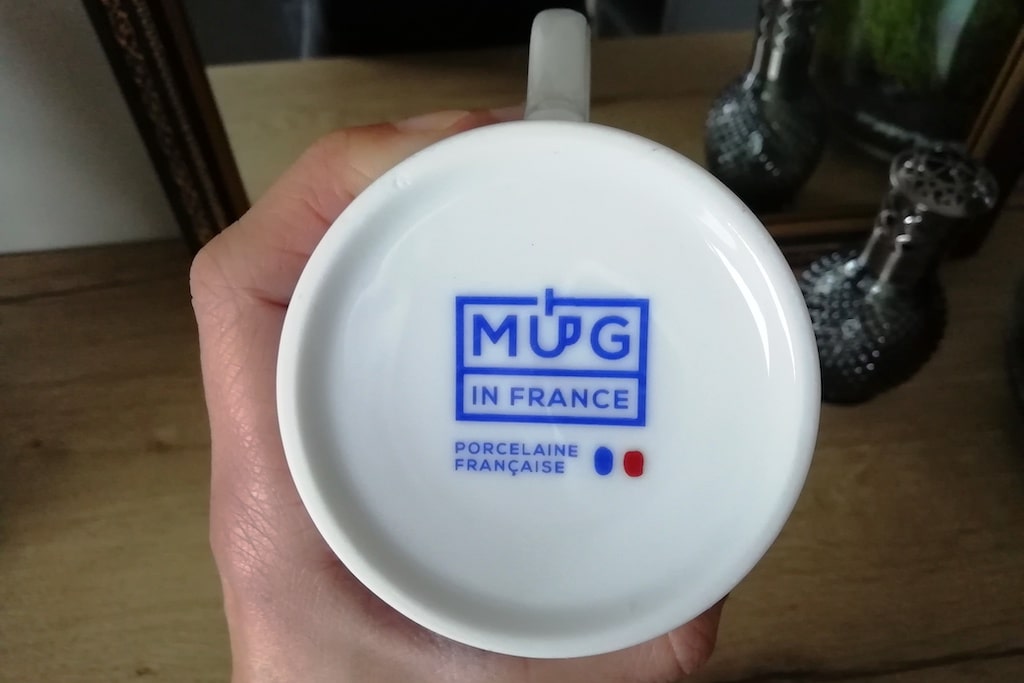 MUG
IN FRANCE
PORCELAINE
FRANÇAISE